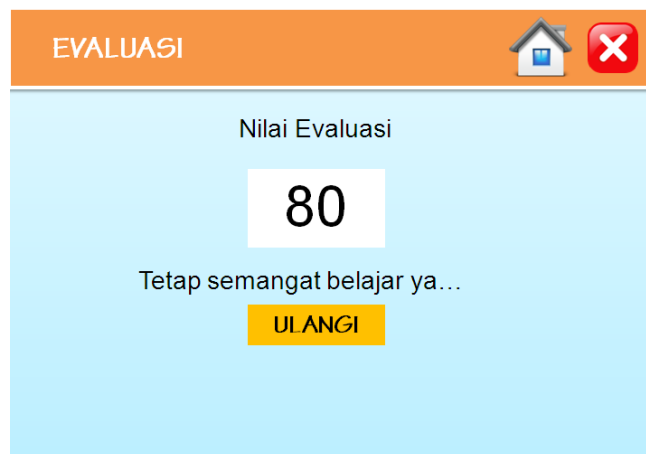 EVALUASI
Nilai Evaluasi
80
Tetap semangat belajar ya…
ULANGI